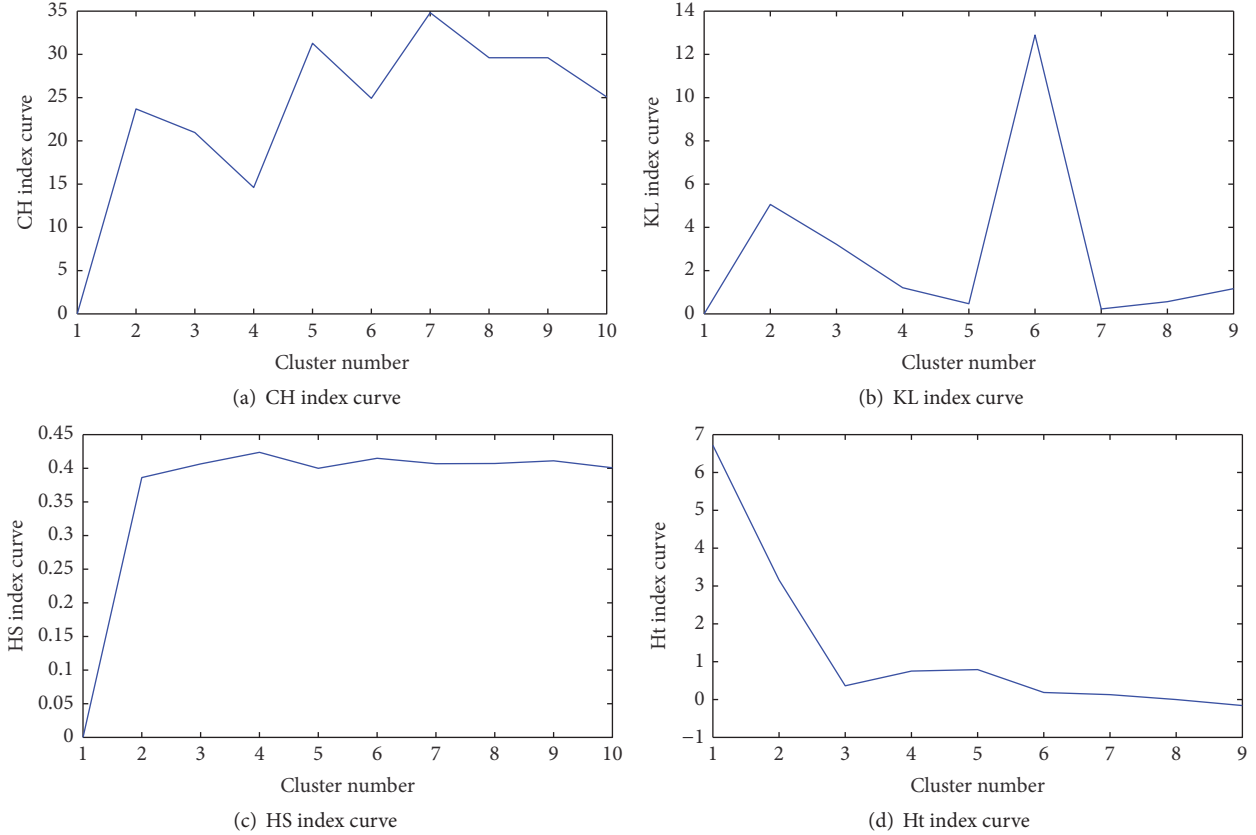 35
30
25
20
15
10
5
0
CH index curve
1 2 3 4 5 6 7 8 9 10
Cluster number
(a) CH index curve
14
12
10
8
6
4
2
0
KL index curve
1 2 3 4 5 6 7 8 9
Cluster number
(b) KL index curve
0.45
0.4
0.35
0.3
0.25
0.2
0.15
0.1
0.05
0
HS index curve
1 2 3 4 5 6 7 8 9 10
Cluster number
(c) HS index curve
7
6
5
4
3
2
1
0
−1
Ht index curve
1 2 3 4 5 6 7 8 9
Cluster number
(d) Ht index curve